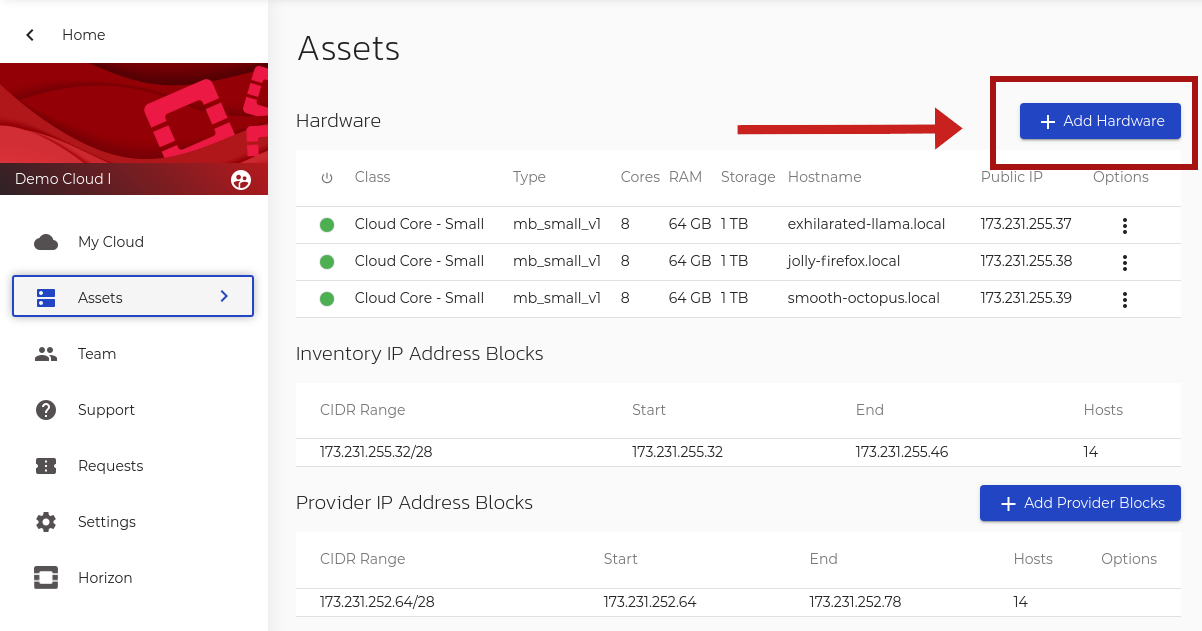 Home
Demo Cloud I
My Cloud
Assets
Team
Support
Requests
Settings
Horizon
Assets
Hardware
Add Hardware
Class Type Cores RAM Storage Hostname Public IP Options
Cloud Core - Small mb_small_v1 8 64 GB 1 TB exhilarated-llama.local 173.231.255.37
Cloud Core - Small mb_small_v1 8 64 GB 1 TB jolly-firefox.local 173.231.255.38
Cloud Core - Small mb_small_v1 8 64 GB 1 TB smooth-octopus.local 173.231.255.39
Inventory IP Address Blocks
CIDR Range Start End Hosts
173.231.255.32/28 173.231.255.32 173.231.255.46 14
Provider IP Address Blocks
Add Provider Blocks
CIDR Range Start End Hosts Options
173.231.252.64/28 173.231.252.64 173.231.252.78 14